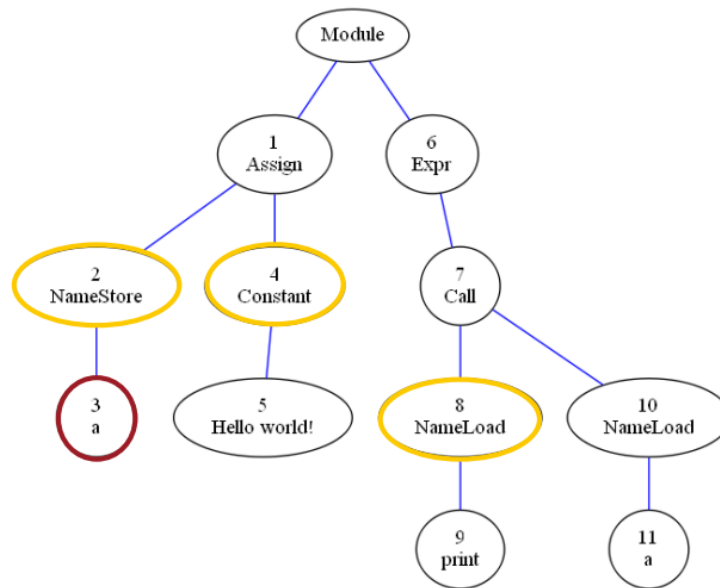 Module
1
Assign
6
Expr
2
NameStore
4
Constant
7
Call
3
a
5
Hello world!
8
NameLoad
10
NameLoad
9
print
11
a